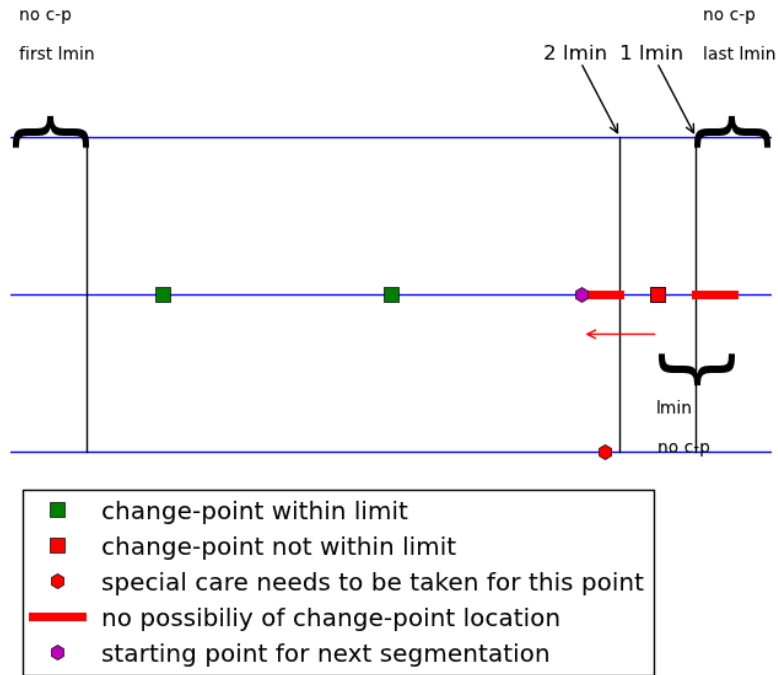 no c-p
first lmin
2 lmin
1 lmin
no c-p
last lmin
lmin
no c-p
change-point within limit
change-point not within limit
special care needs to be taken for this point
no possibiliy of change-point location
starting point for next segmentation